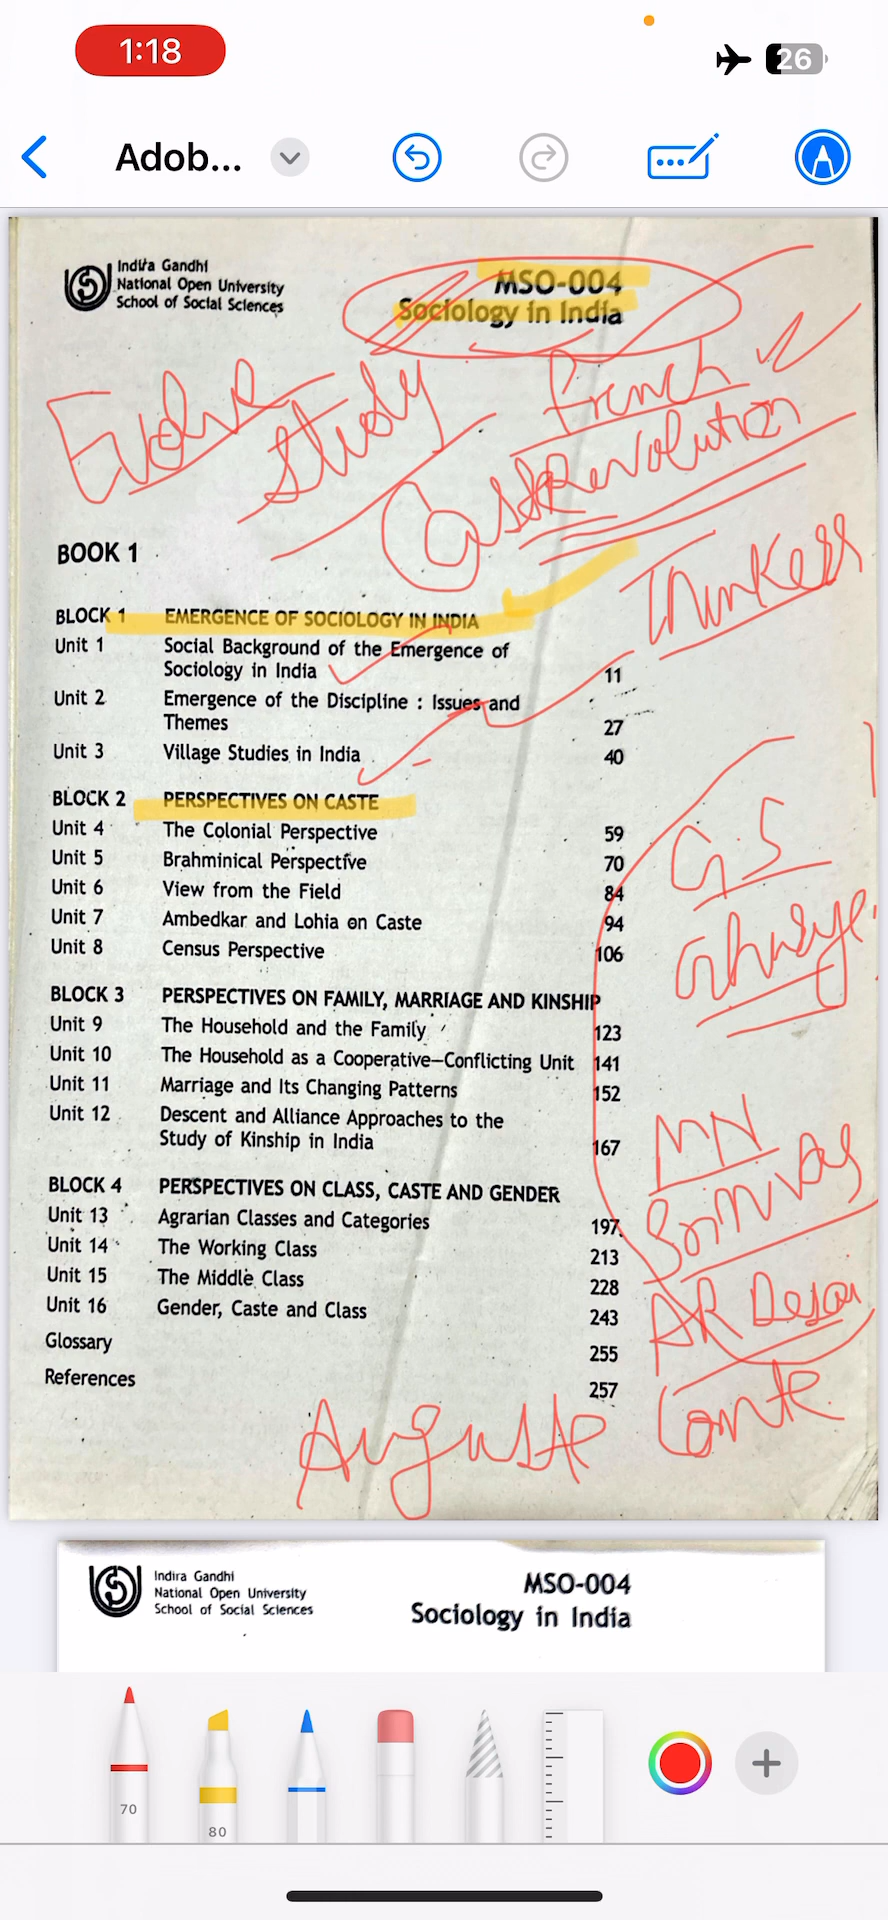 1:18
26
Adob...
Indira Gandhi
National Open University
School of Social Sciences
MSO-004
Sociology in India
Evolve
Study
French
Revolution
Caste
Thinkers
BOOK 1
BLOCK 1 EMERGENCE OF SOCIOLOGY IN INDIA
Unit 1 Social Background of the Emergence of
Sociology in India 11
Unit 2 Emergence of the Discipline : Issues and
Themes 27
Unit 3 Village Studies in India 40
BLOCK 2 PERSPECTIVES ON CASTE
Unit 4 The Colonial Perspective 59
Unit 5 Brahminical Perspective 70
Unit 6 View from the Field 84
Unit 7 Ambedkar and Lohia on Caste 94
Unit 8 Census Perspective 106
G.S
Ghurye
BLOCK 3 PERSPECTIVES ON FAMILY, MARRIAGE AND KINSHIP
Unit 9 The Household and the Family 123
Unit 10 The Household as a Cooperative-Conflicting Unit 141
Unit 11 Marriage and Its Changing Patterns 152
Unit 12 Descent and Alliance Approaches to the
Study of Kinship in India 167
MN
Srinivas
BLOCK 4 PERSPECTIVES ON CLASS, CASTE AND GENDER
Unit 13 Agrarian Classes and Categories 197
Unit 14 The Working Class 213
Unit 15 The Middle Class 228
Unit 16 Gender, Caste and Class 243
AR Desai
Glossary 255
References 257
Auguste Comte
Indira Gandhi
National Open University
School of Social Sciences
MSO-004
Sociology in India
70
80